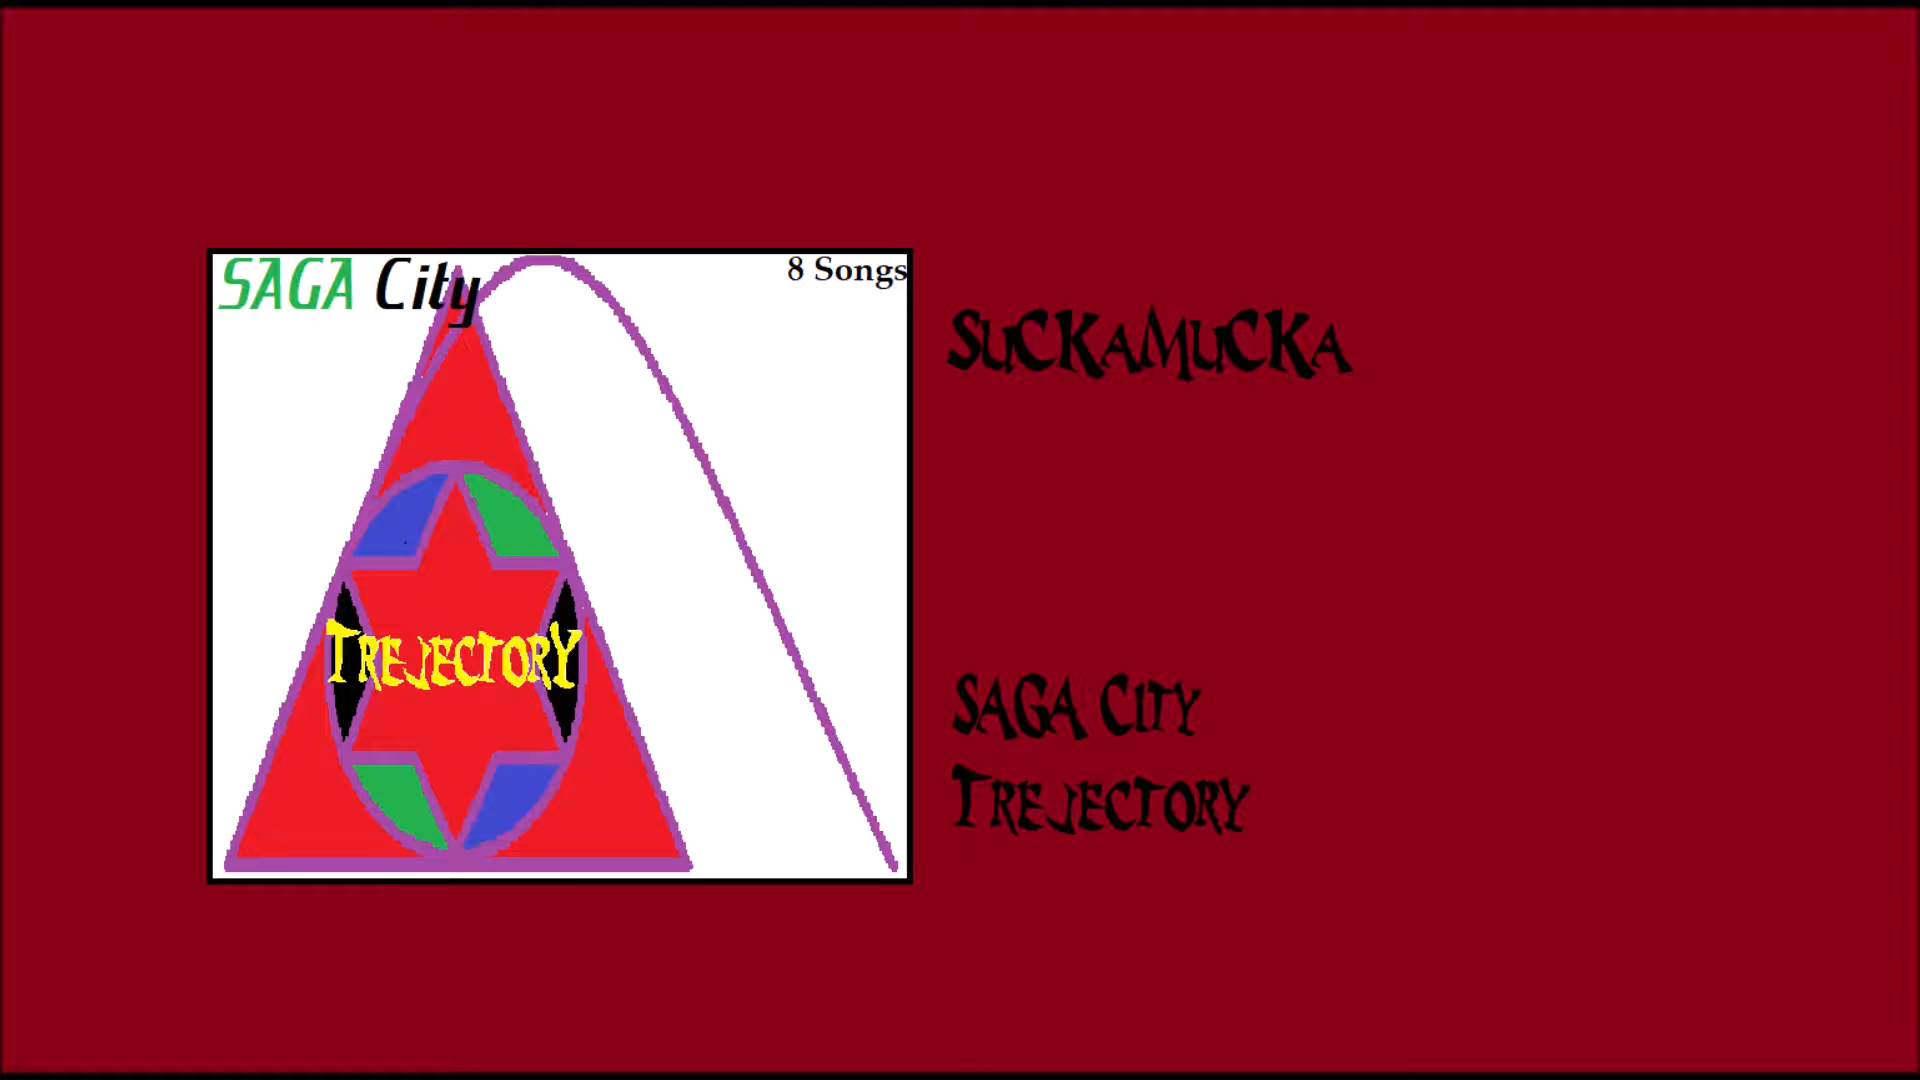 SAGA City
8 Songs
TREJECTORY
SuCKaMuCKa
SAGA City
TREJECTORY